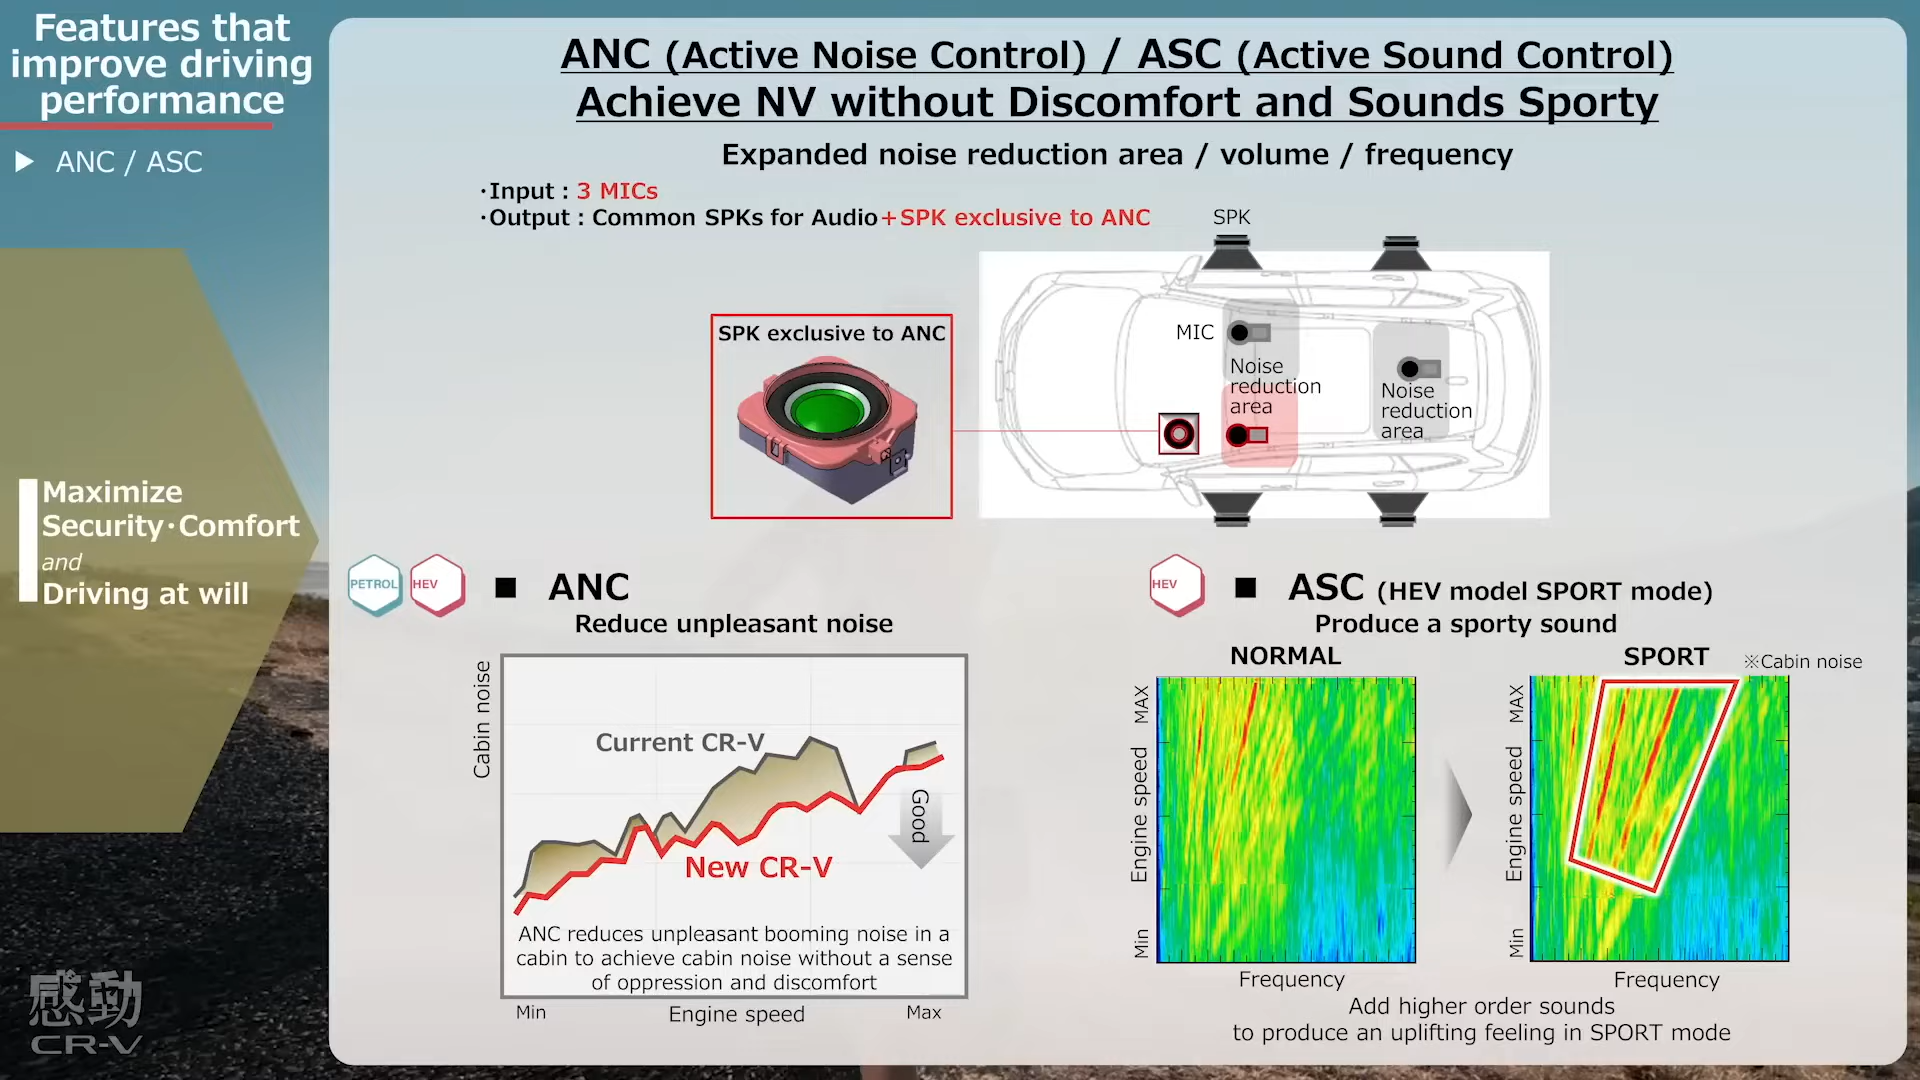 Features that
improve driving
performance
▶ ANC / ASC
Maximize
Security･Comfort
and
Driving at will
感動
CR-V
ANC (Active Noise Control) / ASC (Active Sound Control)
Achieve NV without Discomfort and Sounds Sporty
Expanded noise reduction area / volume / frequency
･Input : 3 MICs
･Output : Common SPKs for Audio+SPK exclusive to ANC
SPK
SPK exclusive to ANC
MIC
Noise
reduction
area
Noise
reduction
area
PETROL
HEV
■ ANC
Reduce unpleasant noise
Cabin noise
Current CR-V
Good
New CR-V
ANC reduces unpleasant booming noise in a
cabin to achieve cabin noise without a sense
of oppression and discomfort
Min
Engine speed
Max
HEV
■ ASC (HEV model SPORT mode)
Produce a sporty sound
NORMAL
MAX
Engine speed
Min
Frequency
SPORT
※Cabin noise
MAX
Engine speed
Min
Frequency
Add higher order sounds
to produce an uplifting feeling in SPORT mode